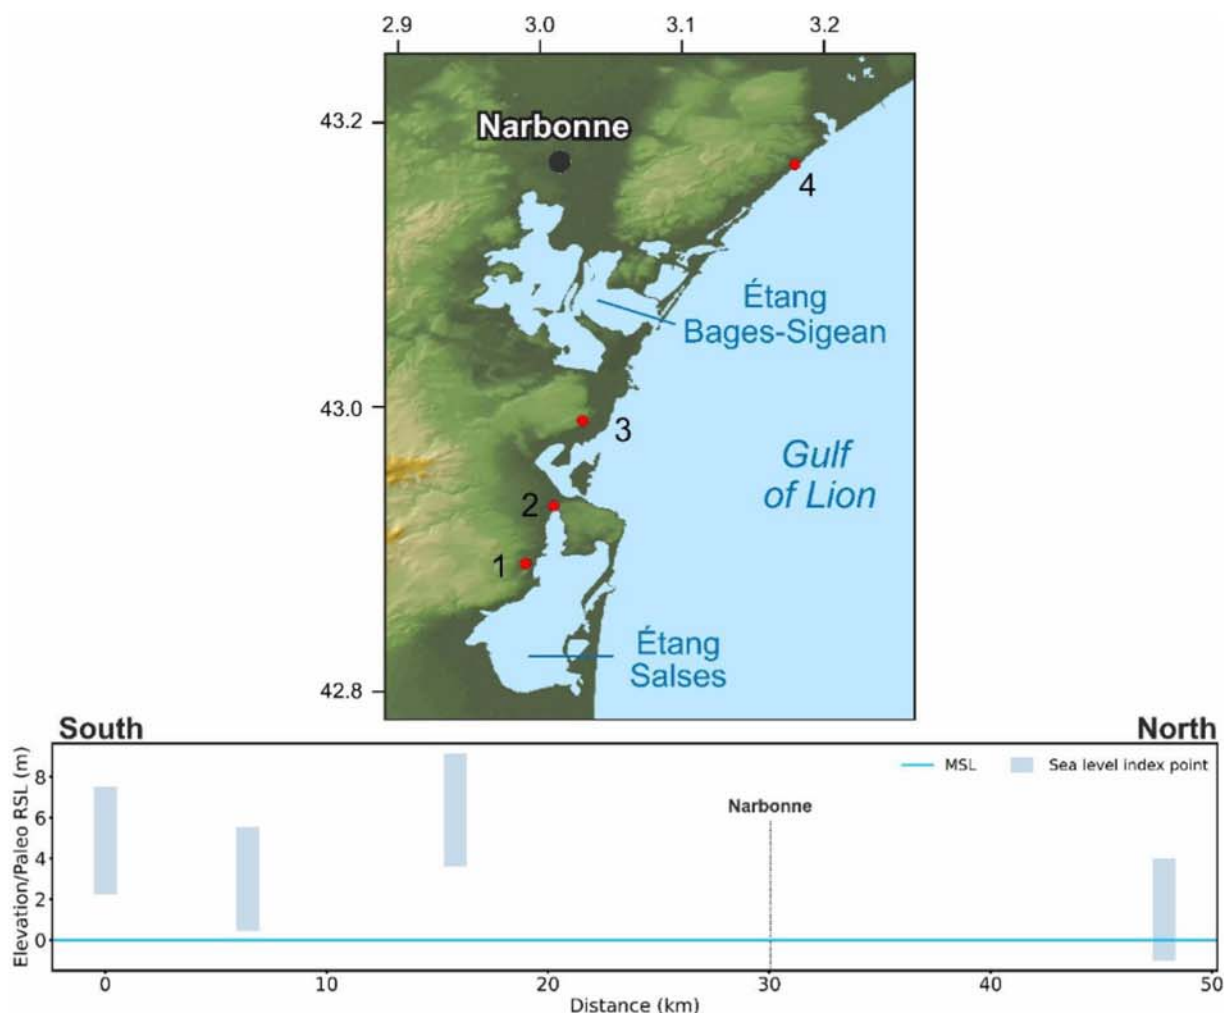 2.9 3.0 3.1 3.2
43.2
Narbonne
4
Étang
Bages-Sigean
43.0
3
Gulf
of Lion
2
1
Étang
Salses
42.8
South
North
Elevation/Paleo RSL (m)
8
6
4
2
0
MSL
Sea level index point
Narbonne
0 10 20 30 40 50
Distance (km)